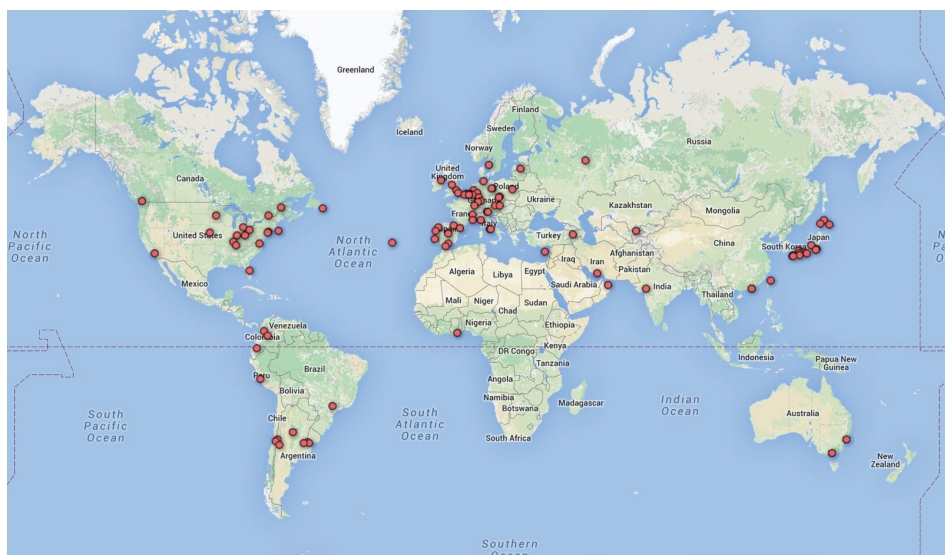 Greenland
Iceland
Finland
Sweden
Norway
Russia
Canada
United
Kingdom
Poland
Ukraine
Kazakhstan
Mongolia
France
Italy
North
Pacific
Ocean
United States
North
Atlantic
Ocean
Turkey
China
South Korea
Japan
Iraq
Iran
Afghanistan
Pakistan
Algeria
Libya
Egypt
Saudi Arabia
India
Mexico
Mali
Niger
Chad
Sudan
Thailand
Nigeria
Ethiopia
Venezuela
Colombia
DR Congo
Kenya
Tanzania
Indonesia
Papua New
Guinea
Peru
Brazil
Bolivia
Angola
Namibia
Botswana
Madagascar
Indian
Ocean
South
Pacific
Ocean
Chile
South
Atlantic
Ocean
Australia
South Africa
Argentina
New
Zealand
Southern